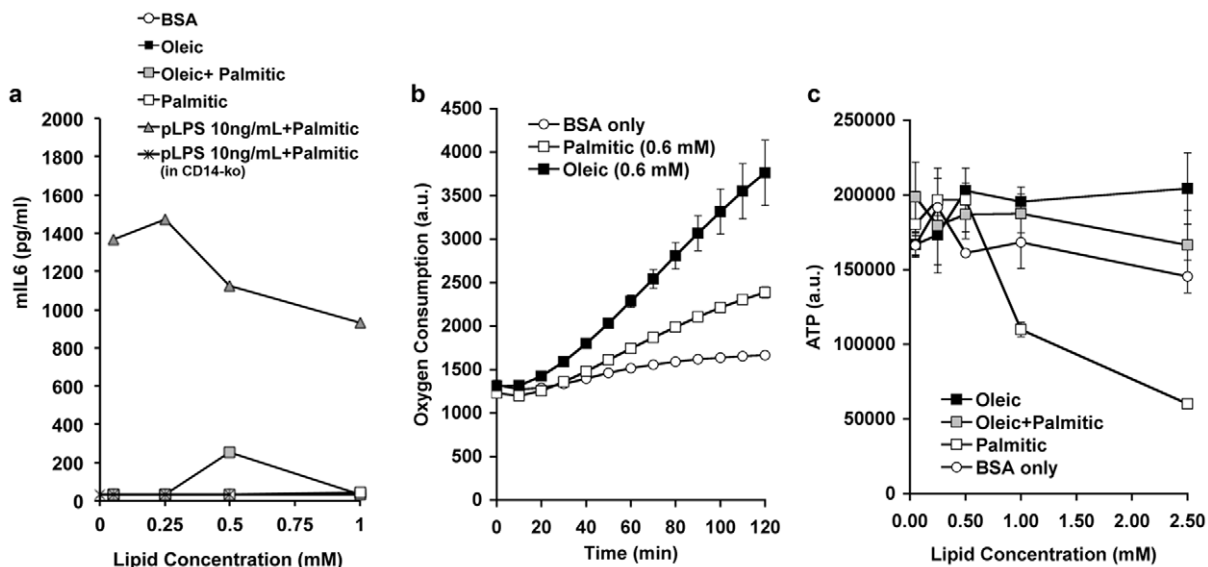 BSA
Oleic
Oleic+ Palmitic
Palmitic
pLPS 10ng/mL+Palmitic
pLPS 10ng/mL+Palmitic
(in CD14-ko)
a
mIL6 (pg/ml)
2000
1800
1600
1400
1200
1000
800
600
400
200
0
0 0.25 0.5 0.75 1
Lipid Concentration (mM)
b
Oxygen Consumption (a.u.)
4500
4000
3500
3000
2500
2000
1500
1000
500
0
BSA only
Palmitic (0.6 mM)
Oleic (0.6 mM)
0 20 40 60 80 100 120
Time (min)
c
ATP (a.u.)
250000
200000
150000
100000
50000
0
Oleic
Oleic+Palmitic
Palmitic
BSA only
0.00 0.50 1.00 1.50 2.00 2.50
Lipid Concentration (mM)